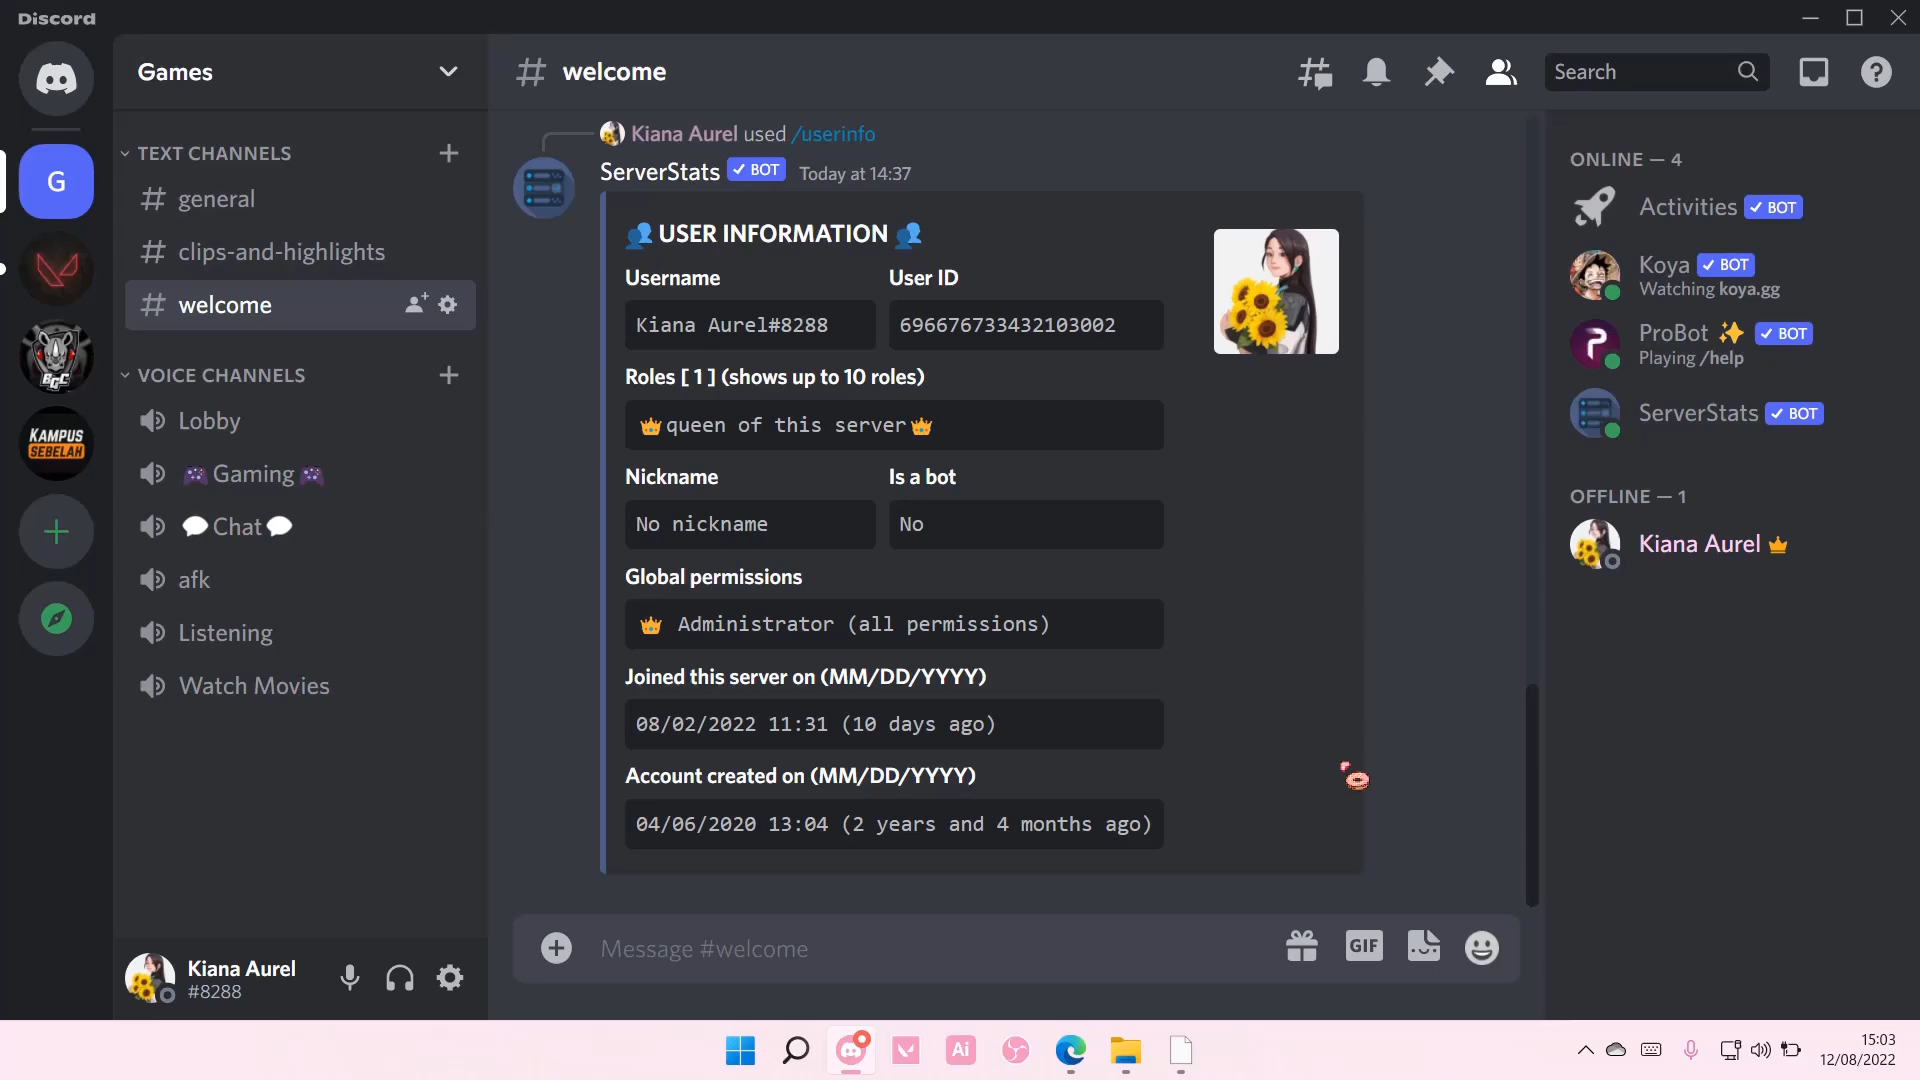 Discord
Games
TEXT CHANNELS
general
clips-and-highlights
welcome
VOICE CHANNELS
Lobby
🎮Gaming🎮
💬Chat💬
afk
Listening
Watch Movies
Kiana Aurel
#8288
G
BGC
KAMPUS
SEBELAH
# welcome
Search
Kiana Aurel used /userinfo
ServerStats ✓ BOT Today at 14:37
👥 USER INFORMATION 👥
Username User ID
Kiana Aurel#8288 696676733432103002
Roles [ 1 ] (shows up to 10 roles)
👑queen of this server👑
Nickname Is a bot
No nickname No
Global permissions
👑 Administrator (all permissions)
Joined this server on (MM/DD/YYYY)
08/02/2022 11:31 (10 days ago)
Account created on (MM/DD/YYYY)
04/06/2020 13:04 (2 years and 4 months ago)
Message #welcome
GIF
ONLINE — 4
Activities ✓ BOT
Koya ✓ BOT
Watching koya.gg
ProBot ✨ ✓ BOT
Playing /help
ServerStats ✓ BOT
OFFLINE — 1
Kiana Aurel 👑
Ai
15:03
12/08/2022